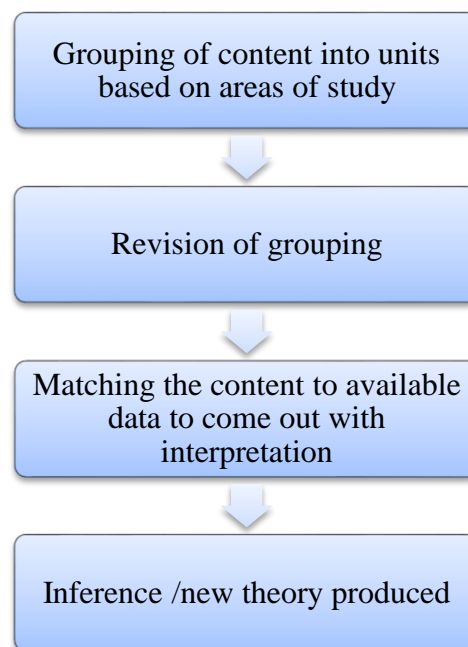 Grouping of content into units
based on areas of study
Revision of grouping
Matching the content to available
data to come out with
interpretation
Inference /new theory produced